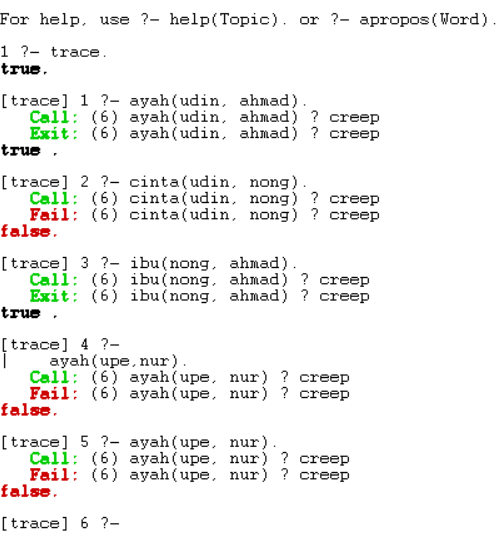 For help, use ?- help(Topic). or ?- apropos(Word).
1 ?- trace.
true.
[trace] 1 ?- ayah(udin, ahmad).
Call: (6) ayah(udin, ahmad) ? creep
Exit: (6) ayah(udin, ahmad) ? creep
true .
[trace] 2 ?- cinta(udin, nong).
Call: (6) cinta(udin, nong) ? creep
Fail: (6) cinta(udin, nong) ? creep
false.
[trace] 3 ?- ibu(nong, ahmad).
Call: (6) ibu(nong, ahmad) ? creep
Exit: (6) ibu(nong, ahmad) ? creep
true .
[trace] 4 ?-
| ayah(upe,nur).
Call: (6) ayah(upe, nur) ? creep
Fail: (6) ayah(upe, nur) ? creep
false.
[trace] 5 ?- ayah(upe, nur).
Call: (6) ayah(upe, nur) ? creep
Fail: (6) ayah(upe, nur) ? creep
false.
[trace] 6 ?-